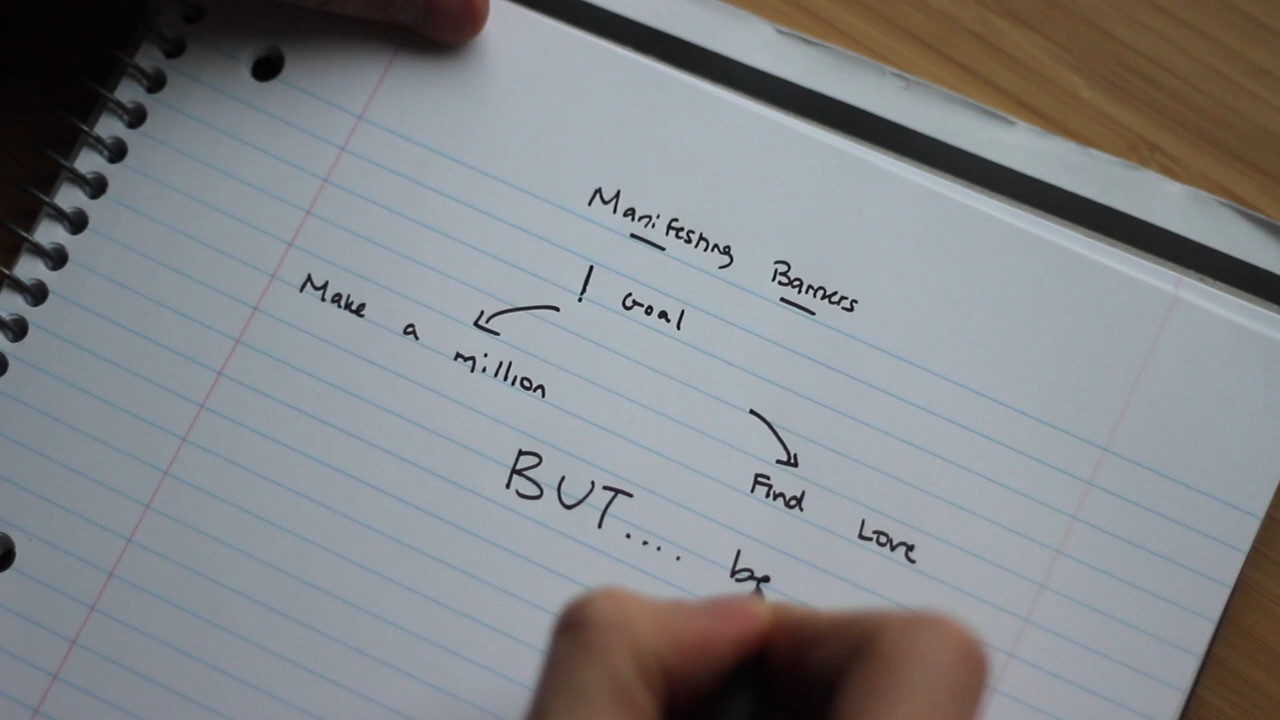 Manifesting Barriers
! Goal
Make a million
Find Love
BUT.... be